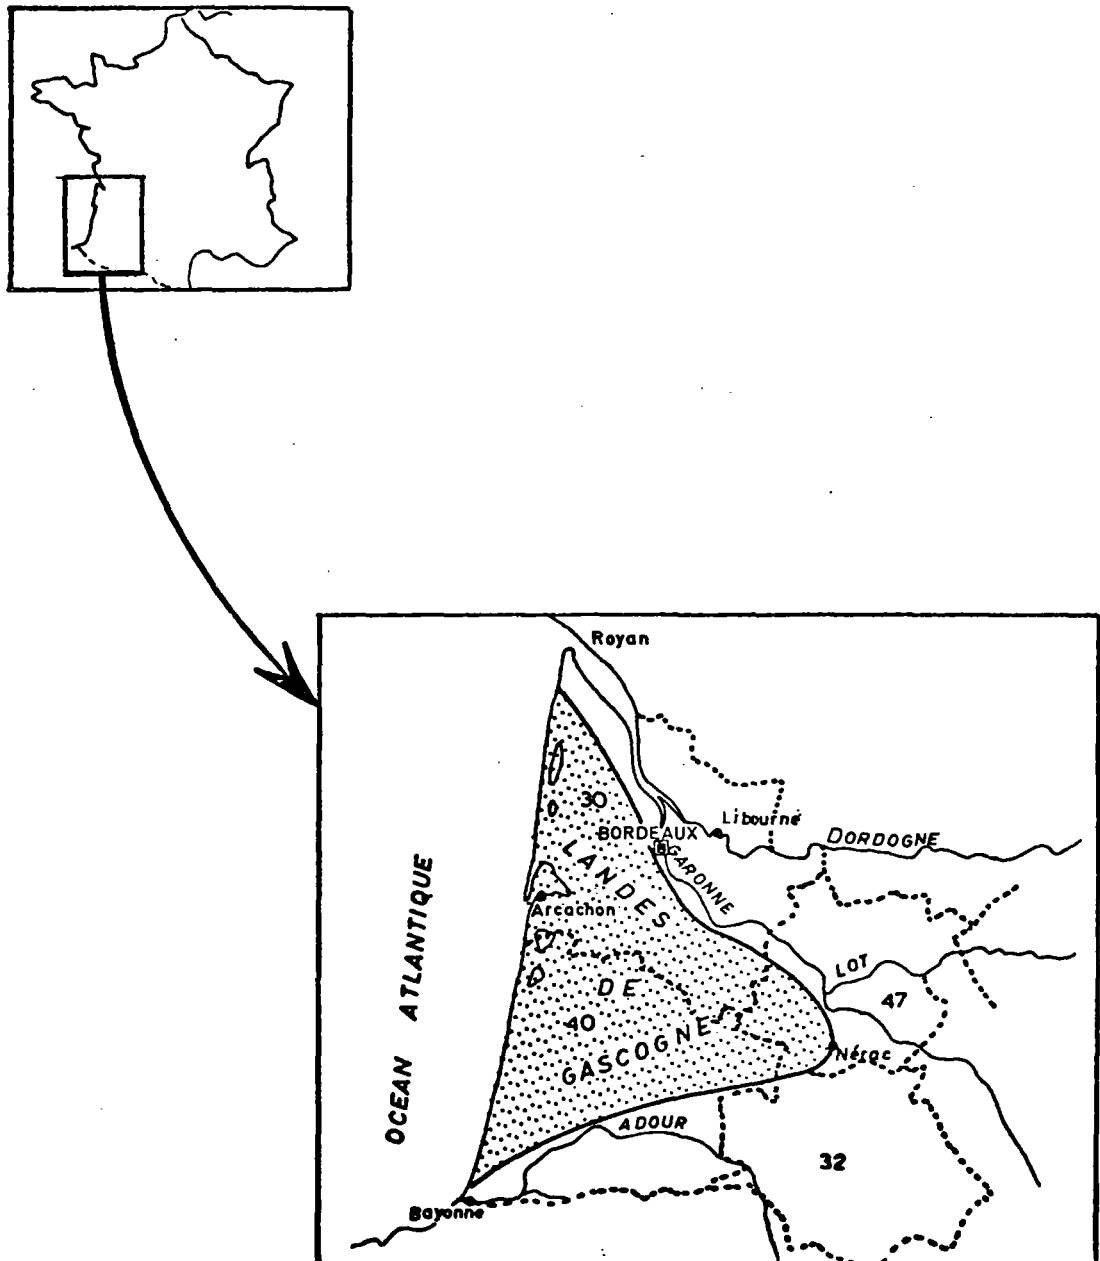 Royan
30
Libourne
BORDEAUX
DORDOGNE
GARONNE
LANDES
Arcachon
OCEAN ATLANTIQUE
LOT
DE
47
40
GASCOGNE
Nérac
ADOUR
32
Bayonne